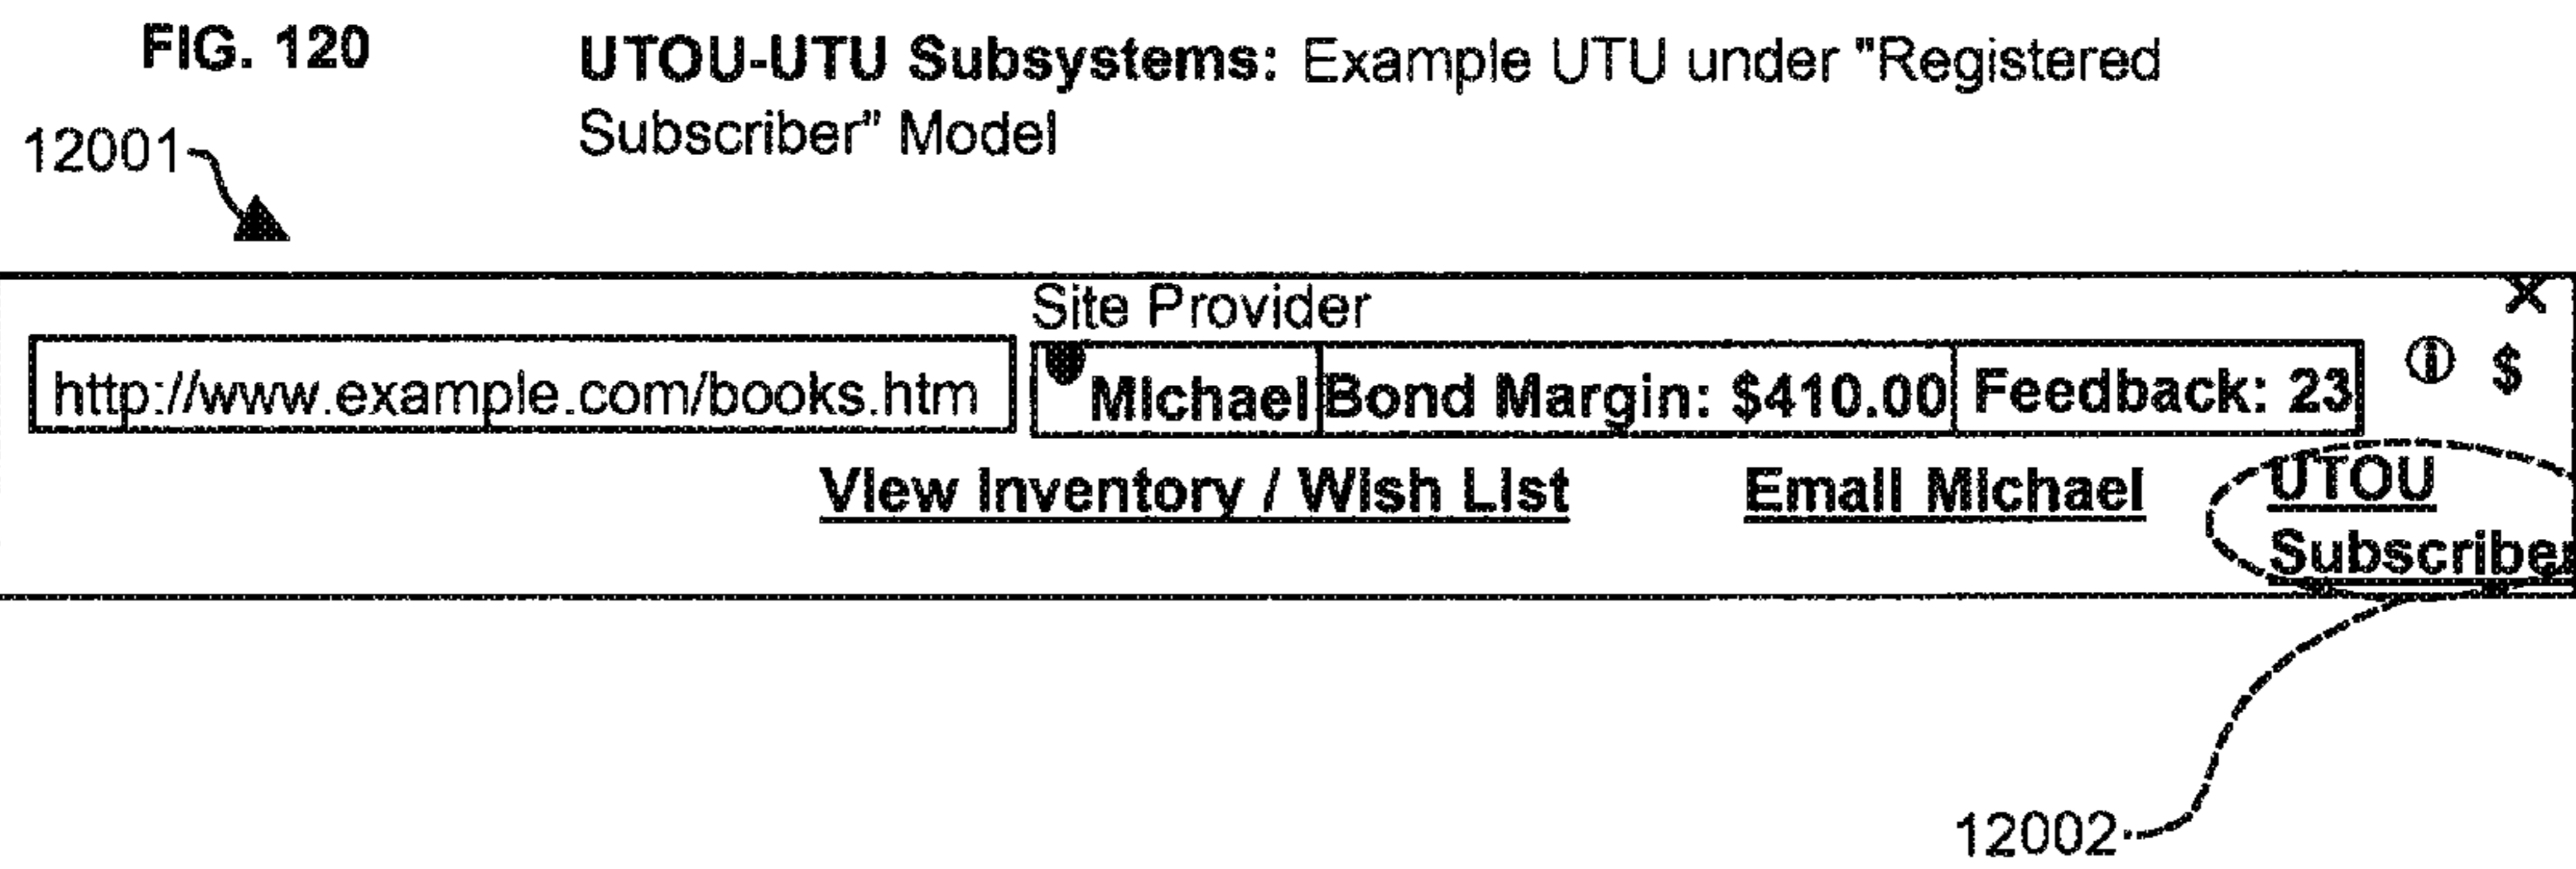 FIG. 120
UTOU-UTU Subsystems: Example UTU under "Registered
Subscriber" Model
12001
Site Provider
X
http://www.example.com/books.htm
Michael
Bond Margin: $410.00
Feedback: 23
i
$
View Inventory / Wish List
Email Michael
UTOU
Subscriber
12002